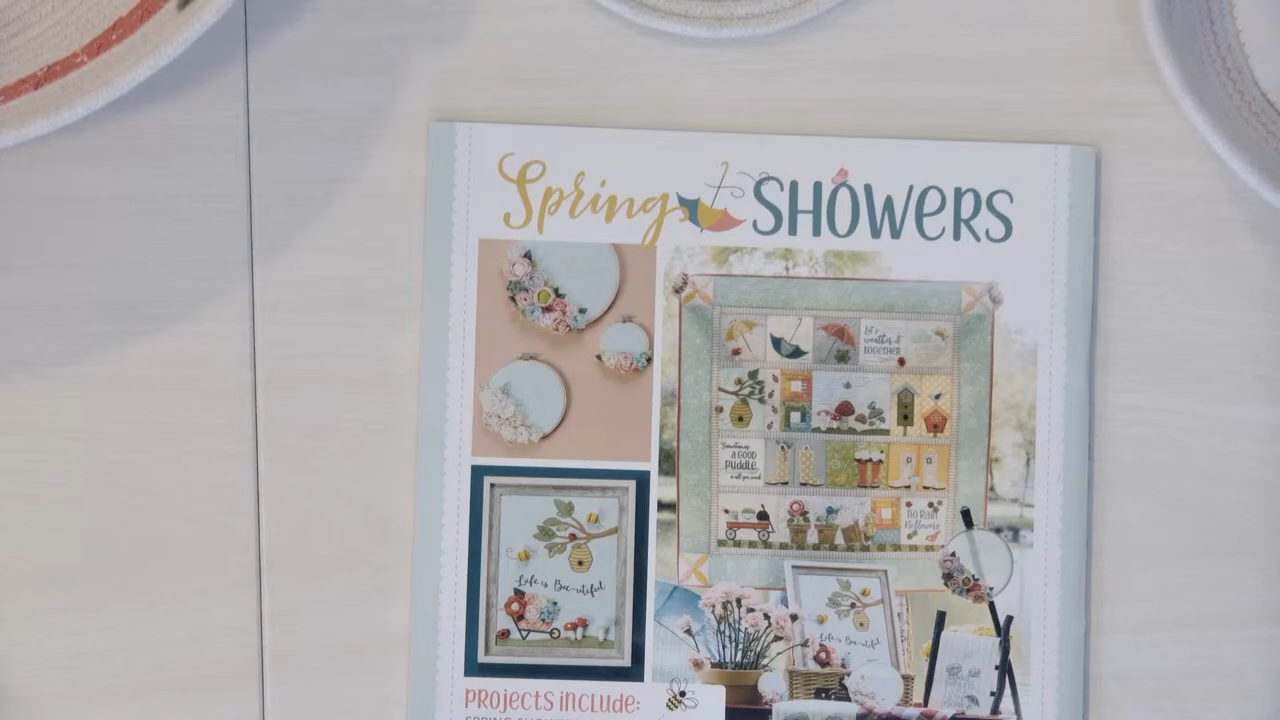 Spring SHOWERS
Let's
weather it
TOGETHER
Sometimes
a GOOD
PUDDLE
is all you need
NO RAIN
No flowers
Life is Bee-utiful
Life is Bee-utiful
PROJECTS INCLUDE: